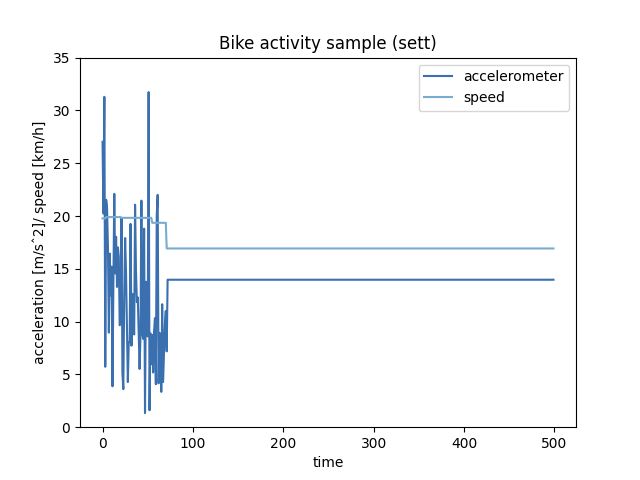 Bike activity sample (sett)
accelerometer
speed
acceleration [m/s^2]/ speed [km/h]
35
30
25
20
15
10
5
0
0 100 200 300 400 500
time